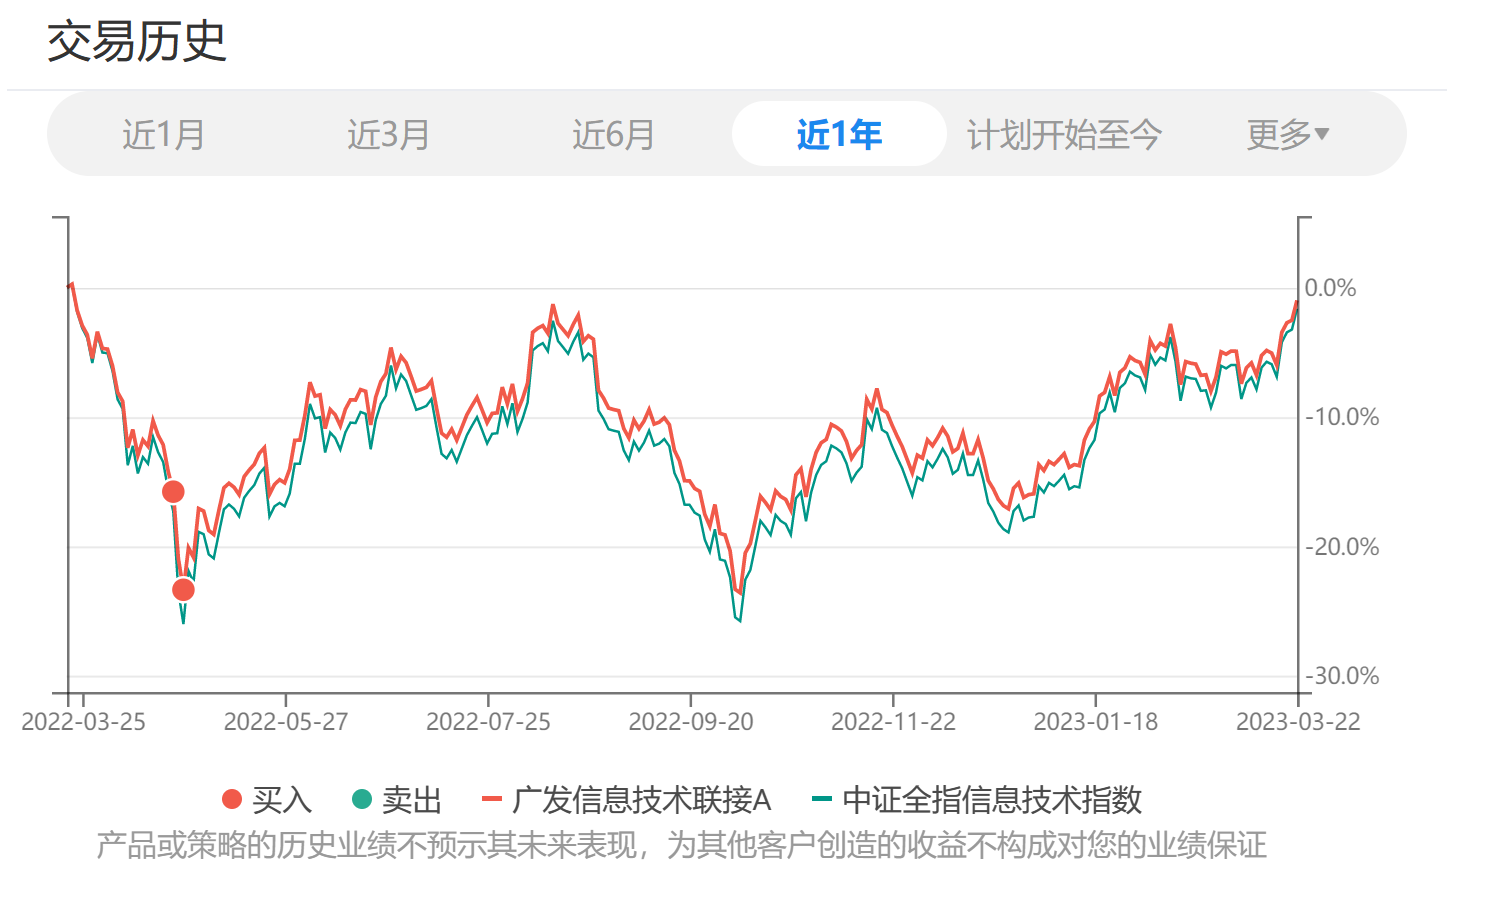 交易历史
近1月 近3月 近6月 近1年 计划开始至今 更多▾
0.0%
-10.0%
-20.0%
-30.0%
2022-03-25 2022-05-27 2022-07-25 2022-09-20 2022-11-22 2023-01-18 2023-03-22
买入 卖出 广发信息技术联接A 中证全指信息技术指数
产品或策略的历史业绩不预示其未来表现，为其他客户创造的收益不构成对您的业绩保证